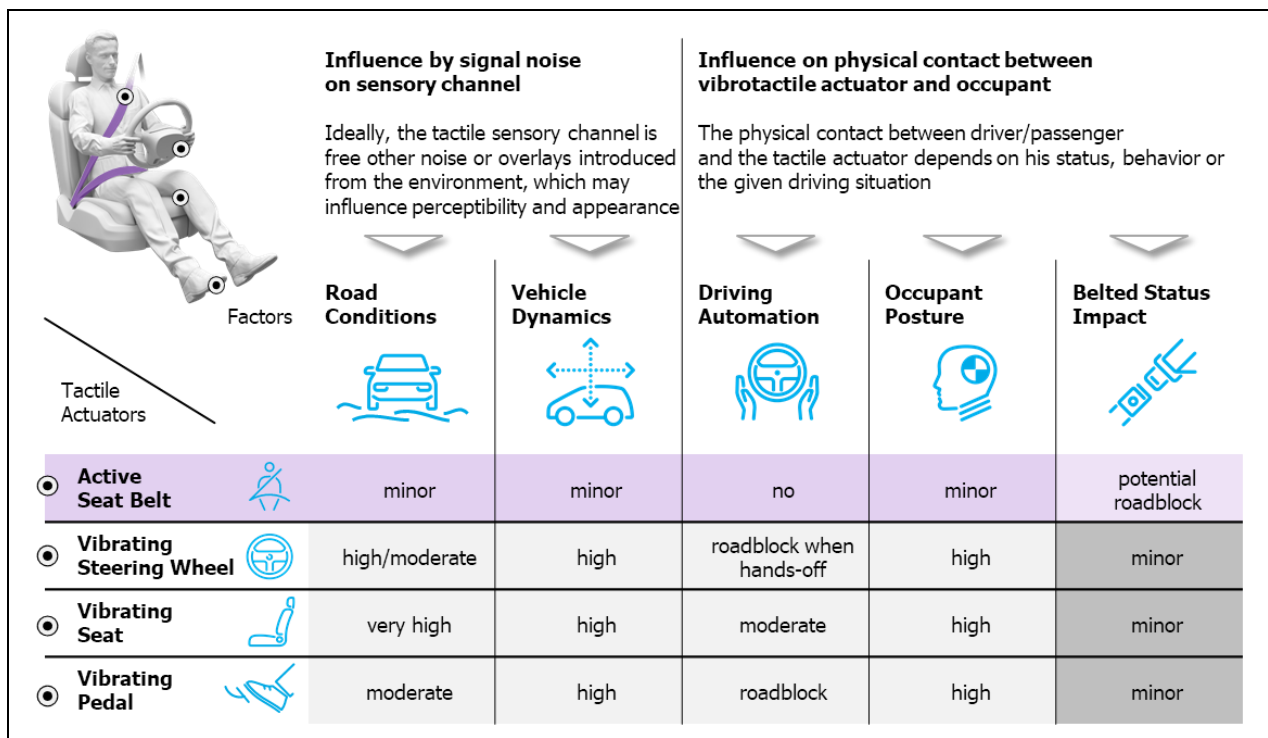 Influence by signal noise
on sensory channel
Ideally, the tactile sensory channel is
free other noise or overlays introduced
from the environment, which may
influence perceptibility and appearance
Influence on physical contact between
vibrotactile actuator and occupant
The physical contact between driver/passenger
and the tactile actuator depends on his status, behavior or
the given driving situation
Factors
Tactile
Actuators
Road
Conditions
Vehicle
Dynamics
Driving
Automation
Occupant
Posture
Belted Status
Impact
Active
Seat Belt
minor
minor
no
minor
potential
roadblock
Vibrating
Steering Wheel
high/moderate
high
roadblock when
hands-off
high
minor
Vibrating
Seat
very high
high
moderate
high
minor
Vibrating
Pedal
moderate
high
roadblock
high
minor